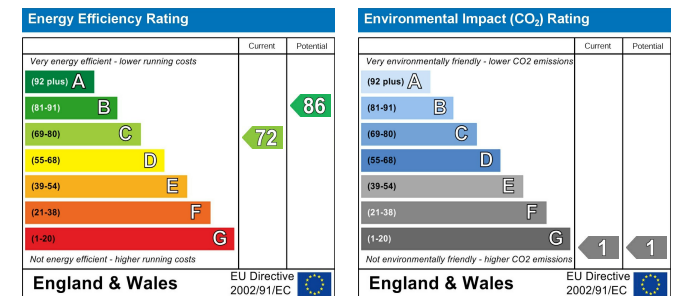 Energy Efficiency Rating
Current Potential
Very energy efficient - lower running costs
(92 plus) A
(81-91) B
86
(69-80) C
72
(55-68) D
(39-54) E
(21-38) F
(1-20) G
Not energy efficient - higher running costs
England & Wales
EU Directive
2002/91/EC
Environmental Impact (CO₂) Rating
Current Potential
Very environmentally friendly - lower CO2 emissions
(92 plus) A
(81-91) B
(69-80) C
(55-68) D
(39-54) E
(21-38) F
(1-20) G
1 1
Not environmentally friendly - higher CO2 emissions
England & Wales
EU Directive
2002/91/EC